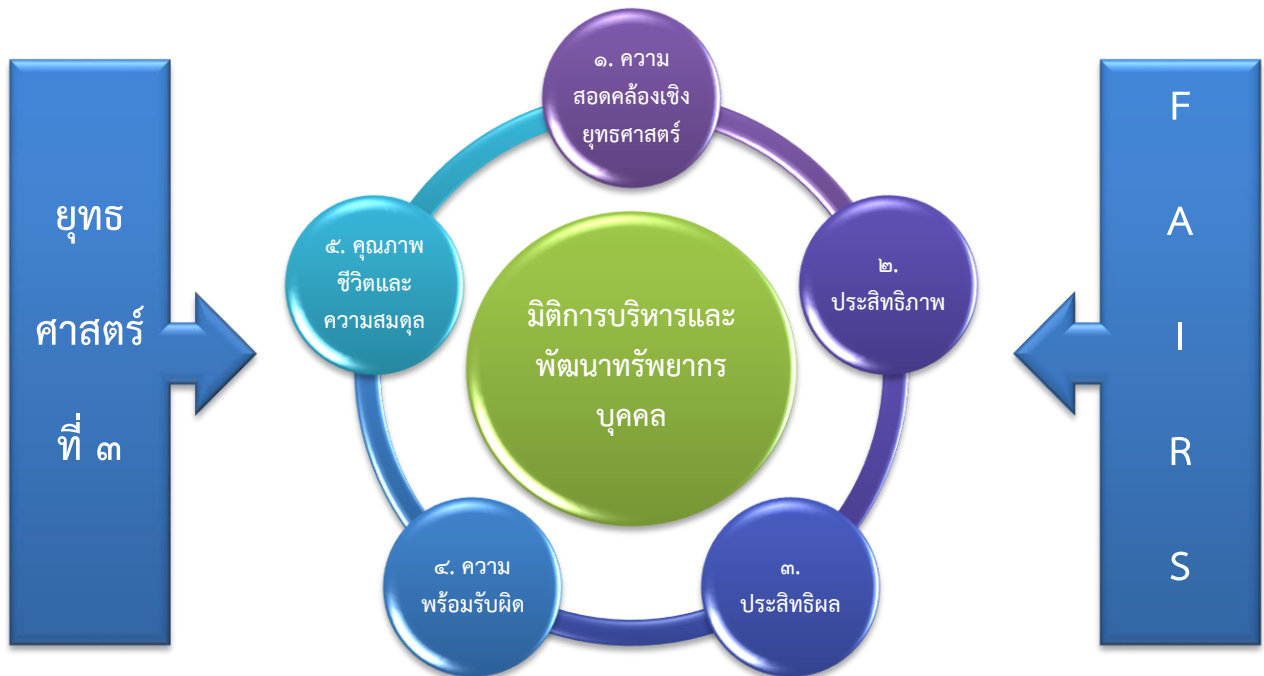 ยุทธ
ศาสตร์
ที่ ๓
๑. ความ
สอดคล้องเชิง
ยุทธศาสตร์
๒.
ประสิทธิภาพ
๓.
ประสิทธิผล
๔. ความ
พร้อมรับผิด
๕. คุณภาพ
ชีวิตและ
ความสมดุล
มิติการบริหารและ
พัฒนาทรัพยากร
บุคคล
F
A
I
R
S